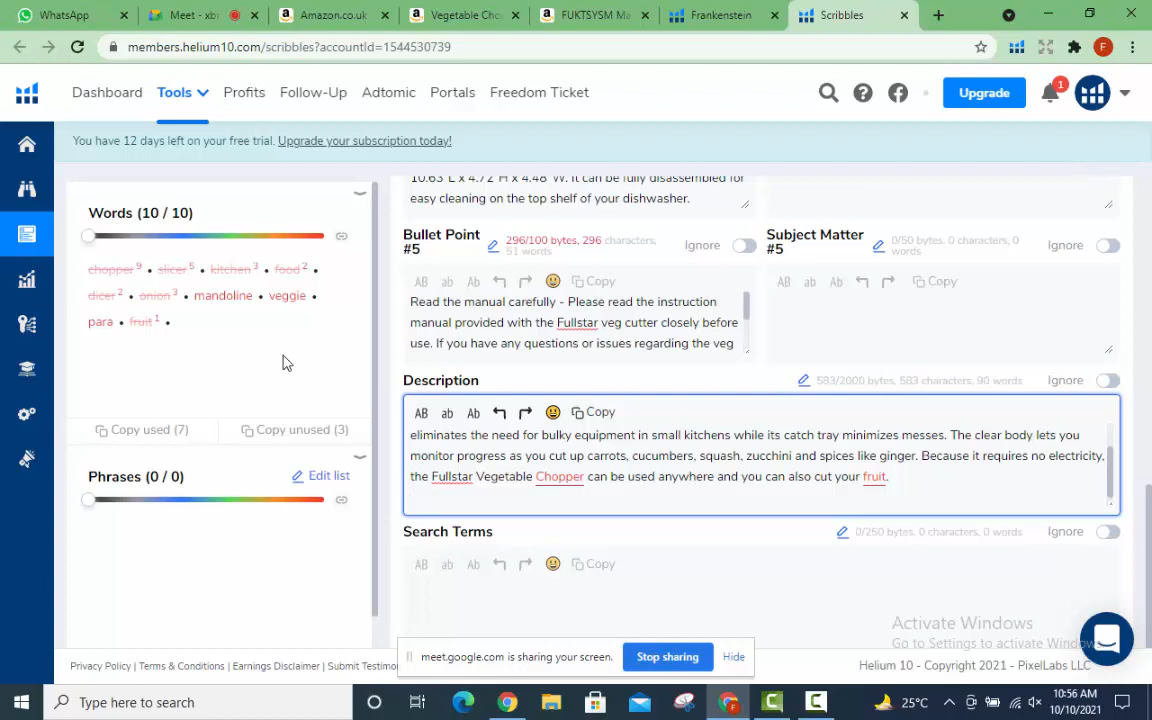 WhatsApp
Meet - xb
Amazon.co.uk
Vegetable Cho
FUKTSYSM Ma
Frankenstein
Scribbles
members.helium10.com/scribbles?accountId=1544530739
F
Dashboard
Tools
Profits
Follow-Up
Adtomic
Portals
Freedom Ticket
Upgrade
1
You have 12 days left on your free trial. Upgrade your subscription today!
Words (10 / 10)
chopper 9 • slicer 5 • kitchen 3 • food 2 •
dicer 2 • onion 3 • mandoline • veggie •
para • fruit 1 •
Copy used (7)
Copy unused (3)
Phrases (0 / 0)
Edit list
10.63"L x 4.72"H x 4.48"W. It can be fully disassembled for
easy cleaning on the top shelf of your dishwasher.
Bullet Point
#5
296/100 bytes, 296 characters,
51 words
Ignore
Subject Matter
#5
0/50 bytes, 0 characters, 0
words
Ignore
AB ab Ab Copy
AB ab Ab Copy
Read the manual carefully - Please read the instruction
manual provided with the Fullstar veg cutter closely before
use. If you have any questions or issues regarding the veg
Description
583/2000 bytes, 583 characters, 90 words
Ignore
AB ab Ab Copy
eliminates the need for bulky equipment in small kitchens while its catch tray minimizes messes. The clear body lets you
monitor progress as you cut up carrots, cucumbers, squash, zucchini and spices like ginger. Because it requires no electricity,
the Fullstar Vegetable Chopper can be used anywhere and you can also cut your fruit.
Search Terms
0/250 bytes, 0 characters, 0 words
Ignore
AB ab Ab Copy
Activate Windows
Go to Settings to activate Windows.
meet.google.com is sharing your screen.
Stop sharing
Hide
Privacy Policy | Terms & Conditions | Earnings Disclaimer | Submit Testimo
Helium 10 - Copyright 2021 - PixelLabs LLC
Type here to search
F
25°C
10:56 AM
10/10/2021